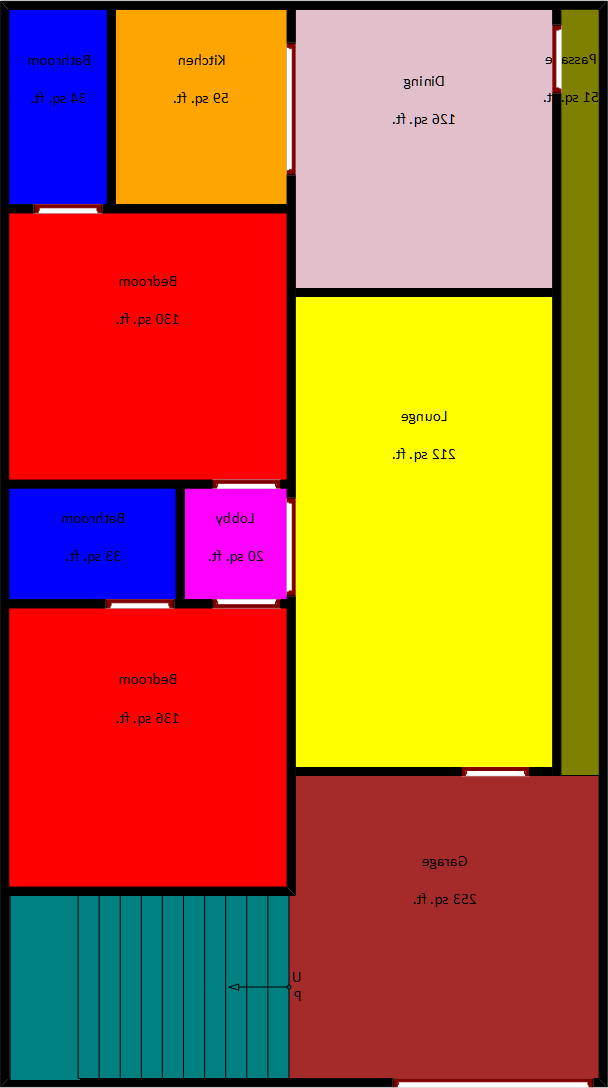 Bathroom
34 sq. ft.
Kitchen
59 sq. ft.
Dining
126 sq. ft.
Passage
51 sq. ft.
Bedroom
130 sq. ft.
Lounge
212 sq. ft.
Bathroom
33 sq. ft.
Lobby
20 sq. ft.
Bedroom
136 sq. ft.
Garage
253 sq. ft.
U
P